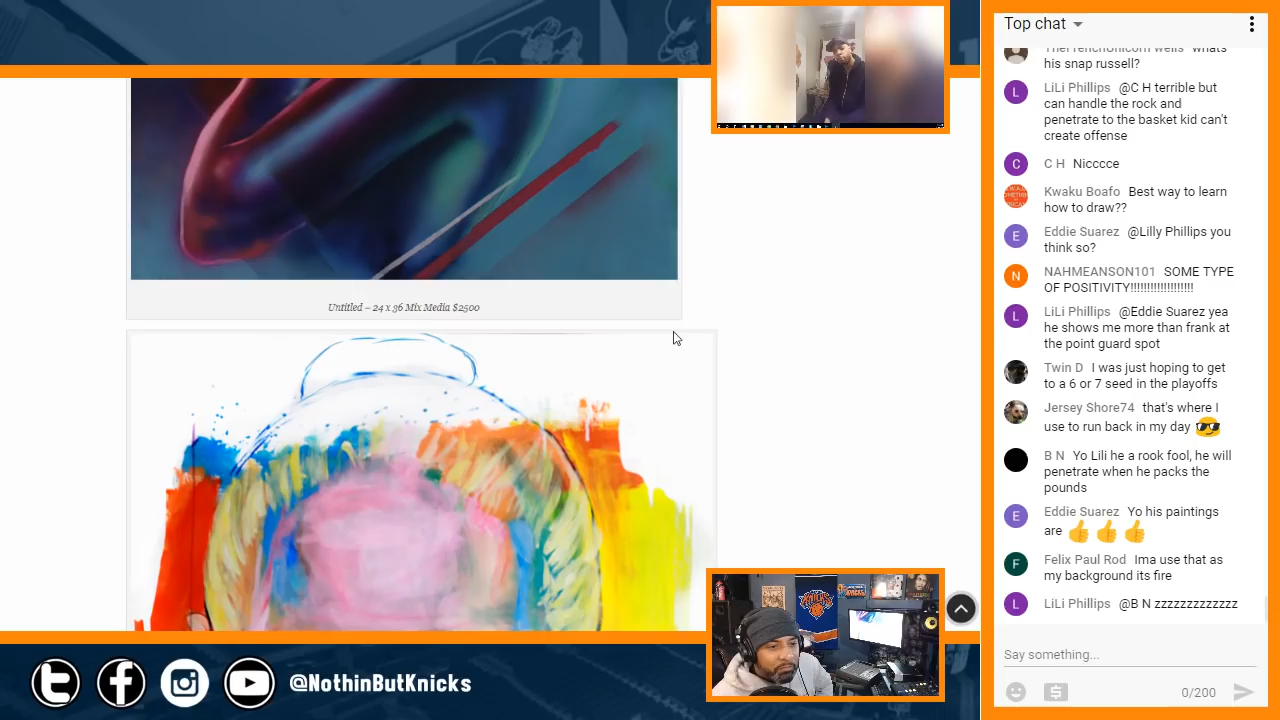 Untitled – 24 x 36 Mix Media $2500
@NothinButKnicks
Top chat
TheFrenchUnicorn wells whats
his snap russell?
L LiLi Phillips @C H terrible but
can handle the rock and
penetrate to the basket kid can't
create offense
C C H Nicccce
Kwaku Boafo Best way to learn
how to draw??
E Eddie Suarez @Lilly Phillips you
think so?
N NAHMEANSON101 SOME TYPE
OF POSITIVITY!!!!!!!!!!!!!!!!!!!
L LiLi Phillips @Eddie Suarez yea
he shows me more than frank at
the point guard spot
Twin D I was just hoping to get
to a 6 or 7 seed in the playoffs
Jersey Shore74 that's where I
use to run back in my day 😎
B N Yo Lili he a rook fool, he will
penetrate when he packs the
pounds
E Eddie Suarez Yo his paintings
are 👍 👍 👍
F Felix Paul Rod Ima use that as
my background its fire
L LiLi Phillips @B N zzzzzzzzzzzzz
Say something...
0/200